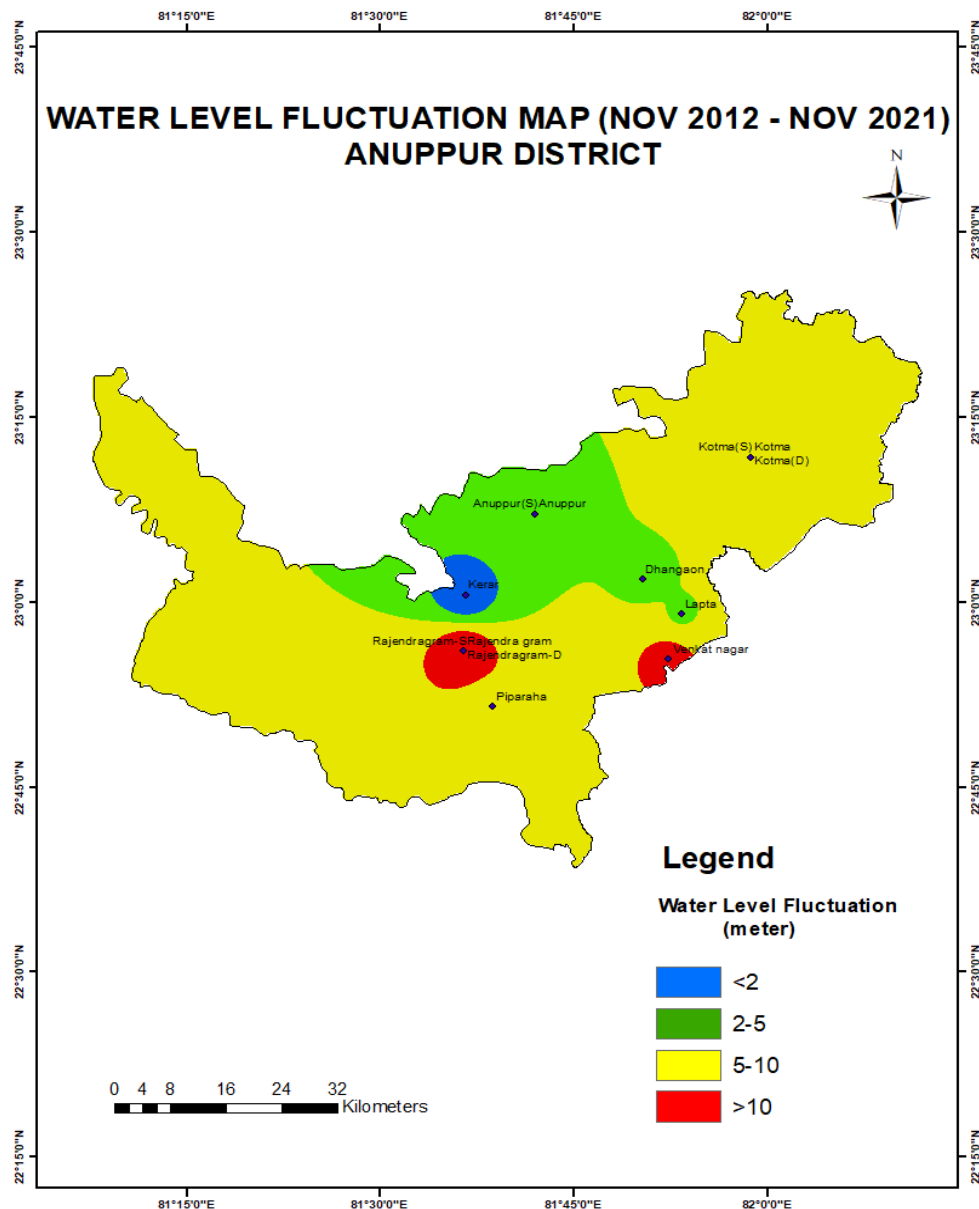 81°15'0"E 81°30'0"E 81°45'0"E 82°0'0"E
23°45'0"N 23°45'0"N
WATER LEVEL FLUCTUATION MAP (NOV 2012 - NOV 2021)
ANUPPUR DISTRICT
N
23°30'0"N 23°30'0"N
23°15'0"N 23°15'0"N
Kotma(S) Kotma
Kotma(D)
Anuppur(S)Anuppur
Dhangaon
Kerar
23°0'0"N 23°0'0"N
Lapta
Rajendragram-SRajendra gram
Rajendragram-D
Venkat nagar
Piparaha
22°45'0"N 22°45'0"N
Legend
Water Level Fluctuation
(meter)
22°30'0"N 22°30'0"N
<2
2-5
5-10
>10
0 4 8 16 24 32
Kilometers
22°15'0"N 22°15'0"N
81°15'0"E 81°30'0"E 81°45'0"E 82°0'0"E